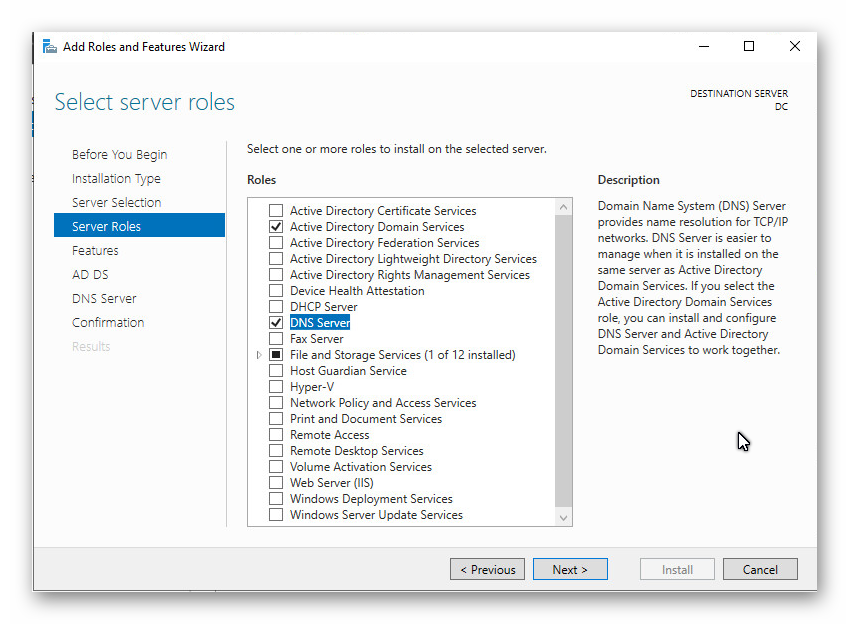 Add Roles and Features Wizard
Select server roles
DESTINATION SERVER
DC
Before You Begin
Installation Type
Server Selection
Server Roles
Features
AD DS
DNS Server
Confirmation
Results
Select one or more roles to install on the selected server.
Roles
Active Directory Certificate Services
Active Directory Domain Services
Active Directory Federation Services
Active Directory Lightweight Directory Services
Active Directory Rights Management Services
Device Health Attestation
DHCP Server
DNS Server
Fax Server
File and Storage Services (1 of 12 installed)
Host Guardian Service
Hyper-V
Network Policy and Access Services
Print and Document Services
Remote Access
Remote Desktop Services
Volume Activation Services
Web Server (IIS)
Windows Deployment Services
Windows Server Update Services
Description
Domain Name System (DNS) Server
provides name resolution for TCP/IP
networks. DNS Server is easier to
manage when it is installed on the
same server as Active Directory
Domain Services. If you select the
Active Directory Domain Services
role, you can install and configure
DNS Server and Active Directory
Domain Services to work together.
< Previous
Next >
Install
Cancel